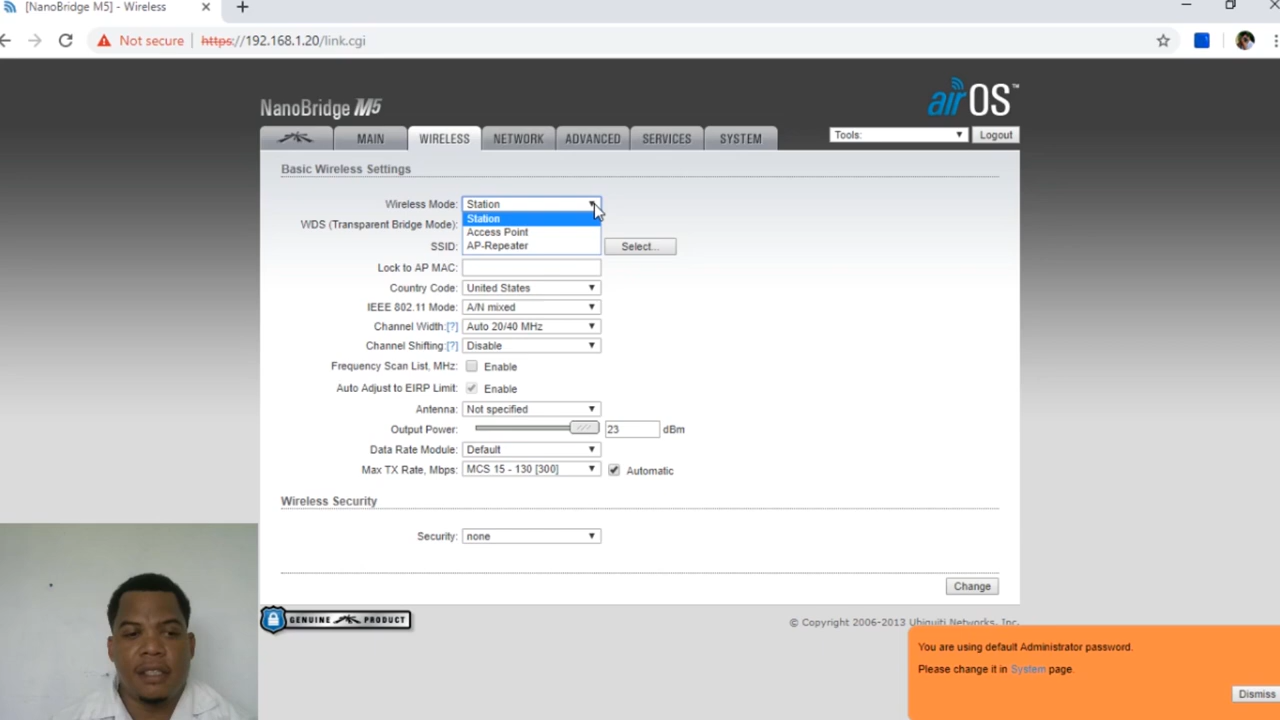 [NanoBridge M5] - Wireless
Not secure https://192.168.1.20/link.cgi
NanoBridge M5
airOS™
MAIN WIRELESS NETWORK ADVANCED SERVICES SYSTEM Tools: Logout
Basic Wireless Settings
Wireless Mode: Station
Station
WDS (Transparent Bridge Mode):
Access Point
SSID: AP-Repeater Select...
Lock to AP MAC:
Country Code: United States
IEEE 802.11 Mode: A/N mixed
Channel Width:[?] Auto 20/40 MHz
Channel Shifting:[?] Disable
Frequency Scan List, MHz: Enable
Auto Adjust to EIRP Limit: Enable
Antenna: Not specified
Output Power: 23 dBm
Data Rate Module: Default
Max TX Rate, Mbps: MCS 15 - 130 [300] Automatic
Wireless Security
Security: none
Change
GENUINE PRODUCT
© Copyright 2006-2013 Ubiquiti Networks, Inc.
You are using default Administrator password.
Please change it in System page.
Dismiss